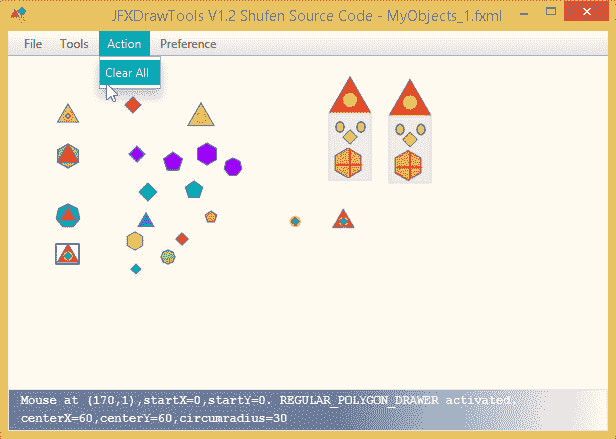 JFXDrawTools V1.2 Shufen Source Code - MyObjects_1.fxml
File Tools Action Preference
Clear All
Mouse at (170,1),startX=0,startY=0. REGULAR_POLYGON_DRAWER activated.
centerX=60,centerY=60,circumradius=30